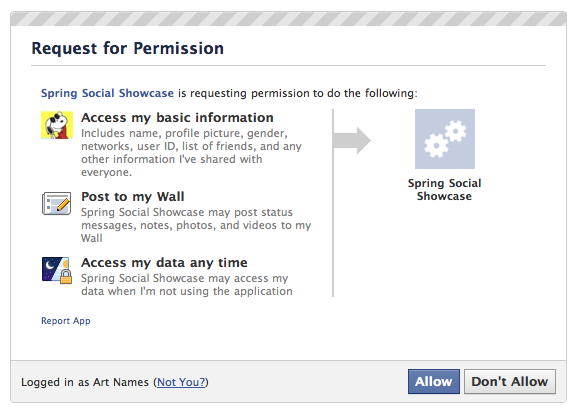 Request for Permission
Spring Social Showcase is requesting permission to do the following:
Access my basic information
Includes name, profile picture, gender,
networks, user ID, list of friends, and any
other information I've shared with
everyone.
Post to my Wall
Spring Social Showcase may post status
messages, notes, photos, and videos to my
Wall
Access my data any time
Spring Social Showcase may access my
data when I'm not using the application
Spring Social
Showcase
Report App
Logged in as Art Names (Not You?)
Allow
Don't Allow